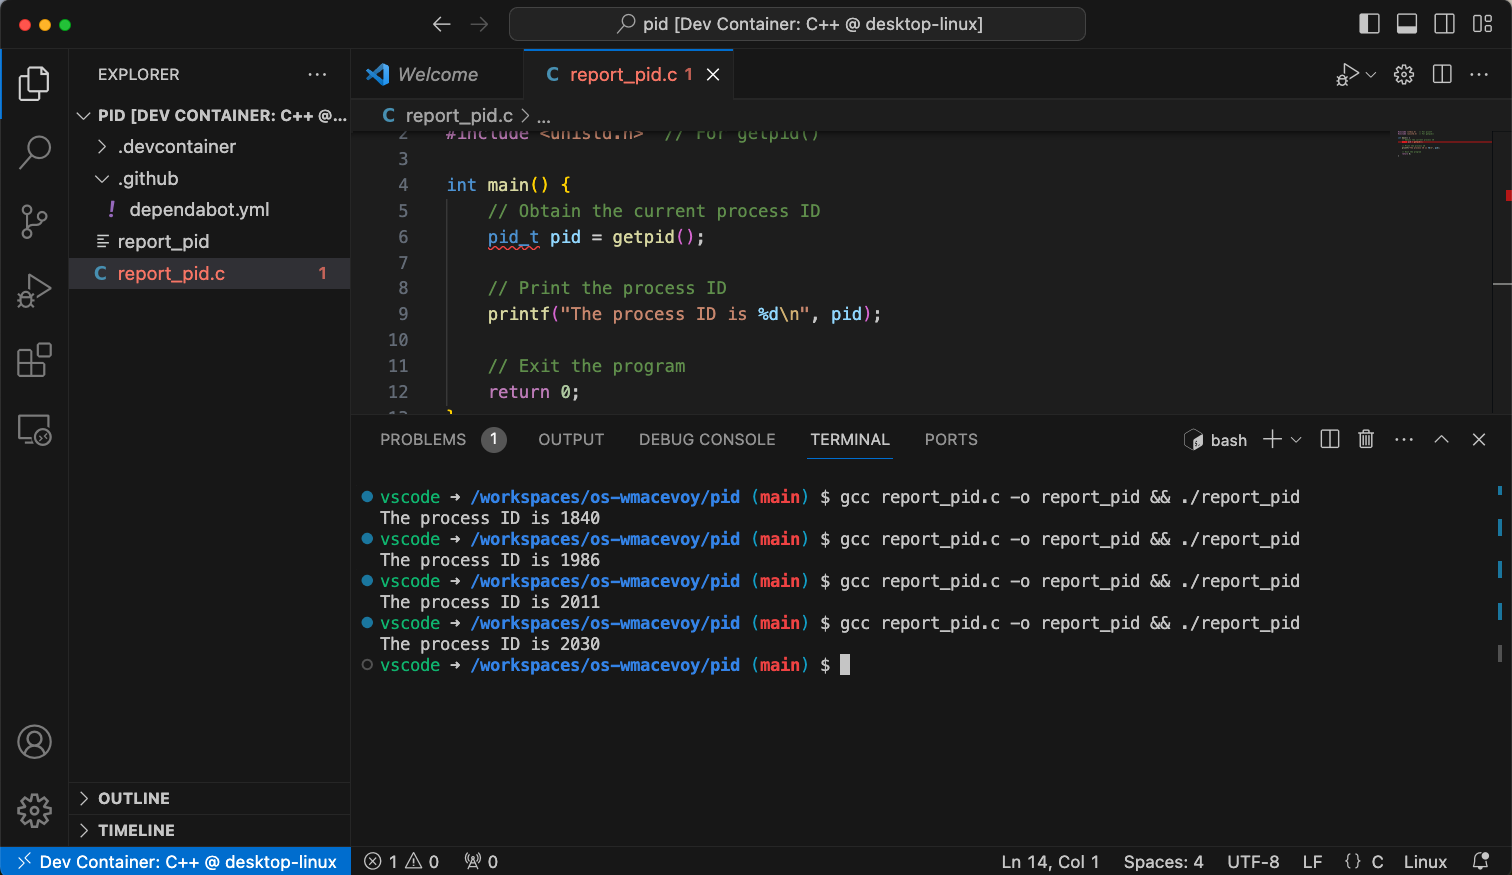 pid [Dev Container: C++ @ desktop-linux]
EXPLORER
Welcome
C report_pid.c 1
PID [DEV CONTAINER: C++ @...
.devcontainer
.github
! dependabot.yml
report_pid
C report_pid.c 1
C report_pid.c > ...
2 #include <unistd.h> // For getpid()
3
4 int main() {
5 // Obtain the current process ID
6 pid_t pid = getpid();
7
8 // Print the process ID
9 printf("The process ID is %d\n", pid);
10
11 // Exit the program
12 return 0;
13 }
PROBLEMS 1 OUTPUT DEBUG CONSOLE TERMINAL PORTS
bash
vscode → /workspaces/os-wmacevoy/pid (main) $ gcc report_pid.c -o report_pid && ./report_pid
The process ID is 1840
vscode → /workspaces/os-wmacevoy/pid (main) $ gcc report_pid.c -o report_pid && ./report_pid
The process ID is 1986
vscode → /workspaces/os-wmacevoy/pid (main) $ gcc report_pid.c -o report_pid && ./report_pid
The process ID is 2011
vscode → /workspaces/os-wmacevoy/pid (main) $ gcc report_pid.c -o report_pid && ./report_pid
The process ID is 2030
vscode → /workspaces/os-wmacevoy/pid (main) $
OUTLINE
TIMELINE
Dev Container: C++ @ desktop-linux
1 0 0
Ln 14, Col 1 Spaces: 4 UTF-8 LF {} C Linux